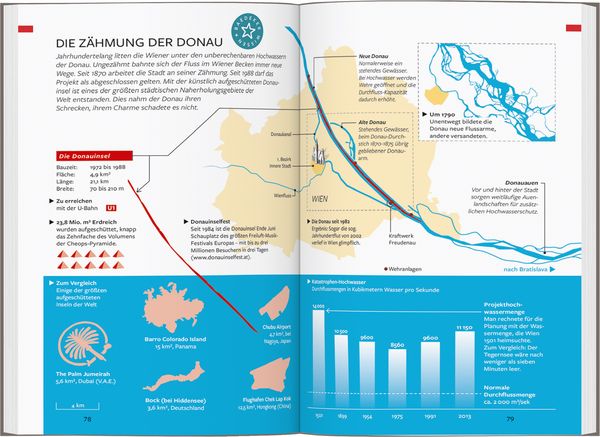 BAEDEKER
WISSEN
DIE ZÄHMUNG DER DONAU
Jahrhundertelang litten die Wiener unter den unberechenbaren Hochwassern
der Donau. Ungezähmt bahnte sich der Fluss im Wiener Becken immer neue
Wege. Seit 1870 arbeitet die Stadt an seiner Zähmung. Seit 1988 darf das
Projekt als abgeschlossen gelten. Mit der künstlich aufgeschütteten Donau-
insel ist eines der größten städtischen Naherholungsgebiete der
Welt entstanden. Dies nahm der Donau ihren
Schrecken, ihrem Charme schadete es nicht.
Die Donauinsel
Bauzeit: 1972 bis 1988
Fläche: 4,9 km²
Länge: 21,1 km
Breite: 70 bis 210 m
Zu erreichen
mit der U-Bahn U1
23,8 Mio. m³ Erdreich
wurden aufgeschüttet, knapp
das Zehnfache des Volumens
der Cheops-Pyramide.
Donauinselfest
Seit 1984 ist die Donauinsel Ende Juni
Schauplatz des größten Freiluft-Musik-
Festivals Europas – mit bis zu drei
Millionen Besuchern in drei Tagen
(www.donauinselfest.at).
Zum Vergleich
Einige der größten
aufgeschütteten
Inseln der Welt
The Palm Jumeirah
5,6 km², Dubai (V.A.E.)
4 km
Barro Colorado Island
15 km², Panama
Bock (bei Hiddensee)
3,6 km², Deutschland
Chubu Airport
4,7 km², bei
Nagoya, Japan
Flughafen Chek Lap Kok
12,5 km², Hongkong (China)
78
Neue Donau
Normalerweise ein
stehendes Gewässer.
Bei Hochwasser werden
Wehre geöffnet und die
Durchfluss-Kapazität
dadurch erhöht.
Alte Donau
Stehendes Gewässer,
beim Donau-Durch-
stich 1870-1875 übrig
gebliebener Donau-
arm.
Donaukanal
1. Bezirk
Innere Stadt
Wienfluss
WIEN
Die Donau seit 1982
Ergebnis: Sogar die sog.
Jahrhundertflut von 2002
verlief in Wien glimpflich.
Kraftwerk
Freudenau
Wehranlagen
Um 1790
Unentwegt bildete die
Donau neue Flussarme,
andere versandeten.
Donauauen
Vor und hinter der Stadt
sorgen weitläufige Auen-
landschaften für zusätz-
lichen Hochwasserschutz.
nach Bratislava
Katastrophen-Hochwasser
Durchflussmengen in Kubikmetern Wasser pro Sekunde
14 000
10 500
9600
8560
9600
11 150
1501
1899
1954
1975
1991
2013
Projekthoch-
wassermenge
Man rechnete für die
Planung mit der Was-
sermenge, die Wien
1501 heimsuchte.
Zum Vergleich: Der
Tegernsee wäre nach
weniger als sieben
Minuten leer.
Normale
Durchflussmenge
ca. 2 000 m³/sek
79